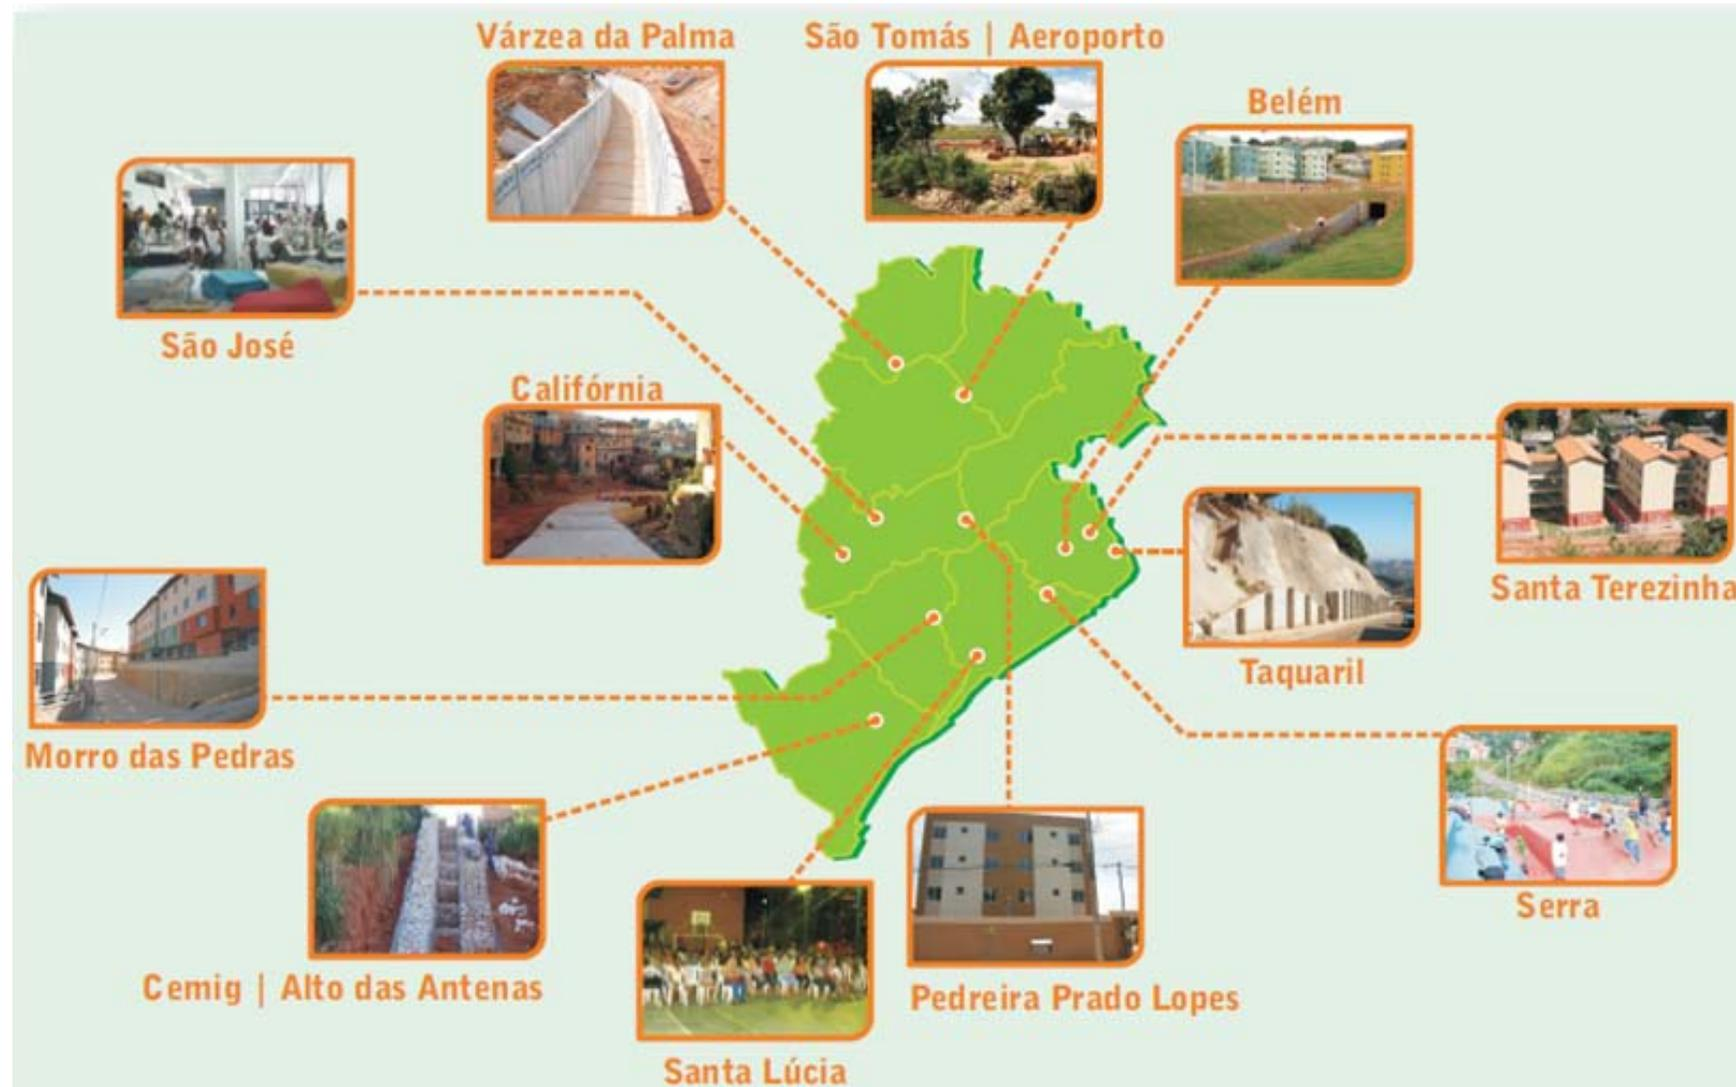 Várzea da Palma
São Tomás | Aeroporto
Belém
São José
Califórnia
Santa Terezinha
Taquaril
Morro das Pedras
Serra
Cemig | Alto das Antenas
Pedreira Prado Lopes
Santa Lúcia